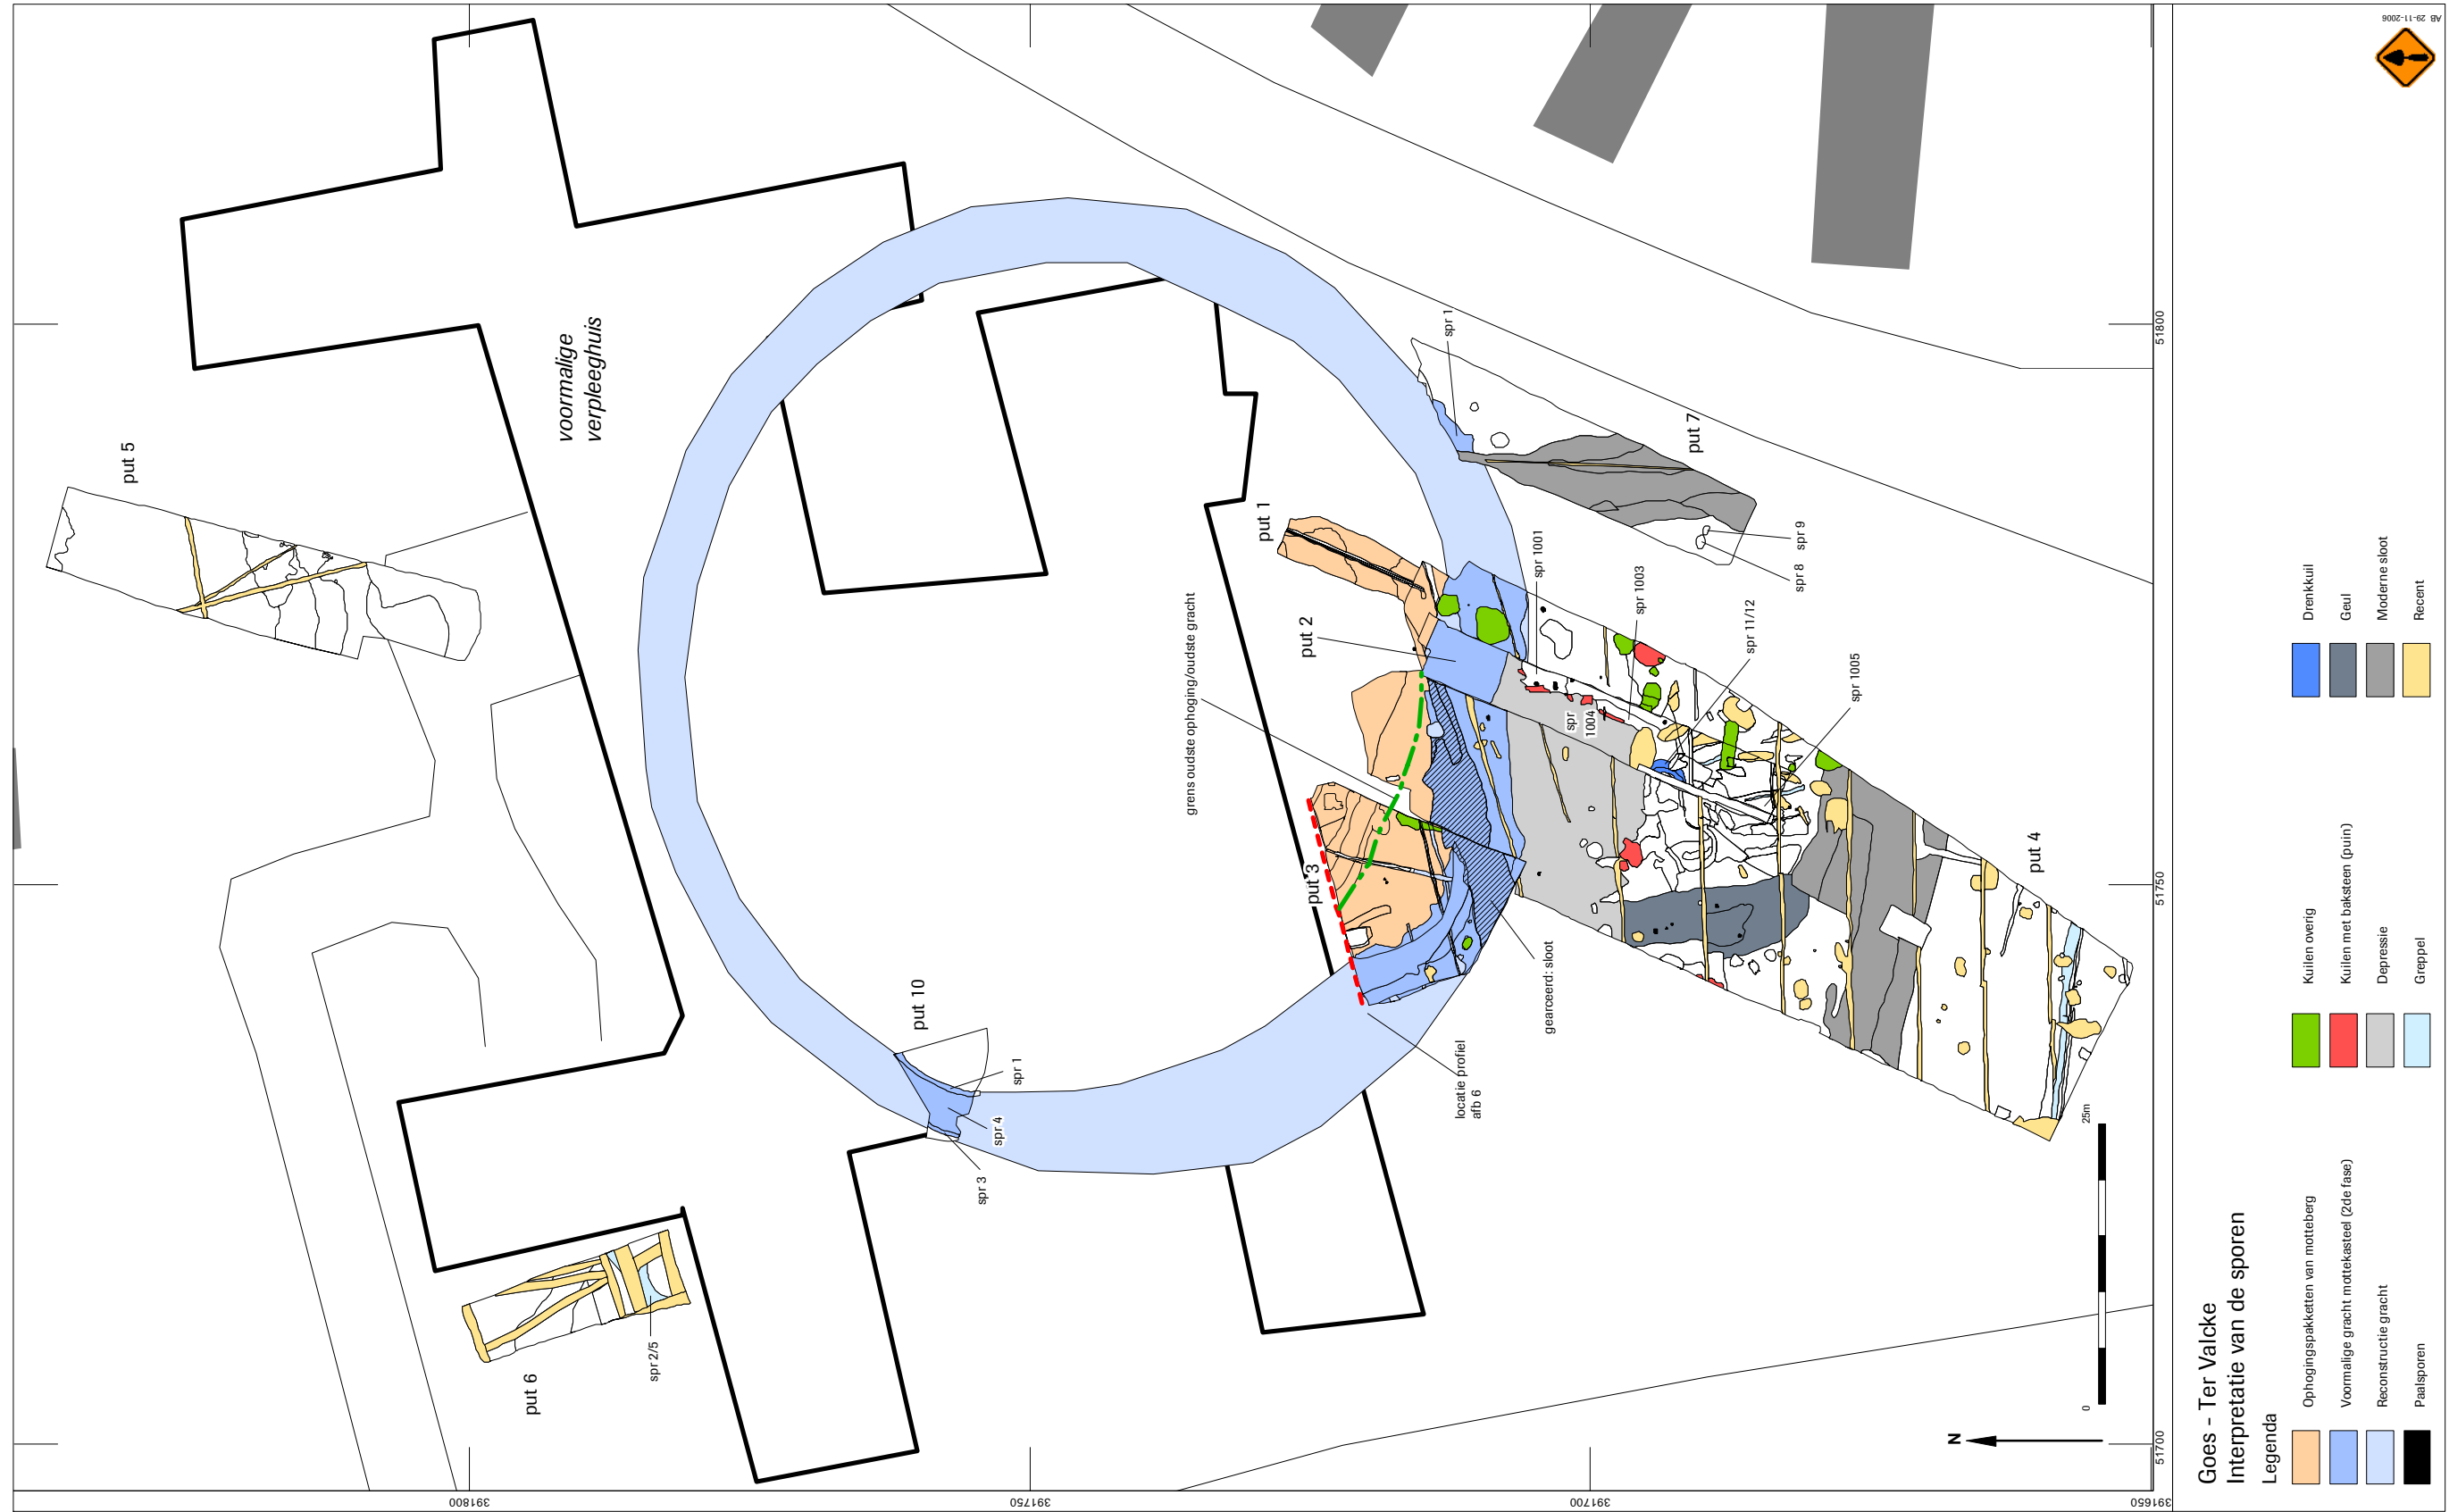 put 5
voormalige
verpleeghuis
put 10
spr 1
spr 4
spr 3
put 6
spr 2/5
grens oudste ophoging/oudste gracht
put 1
put 2
put 3
spr 1
put 7
spr 9
spr 8
spr 1001
spr 1003
spr
1004
spr 11/12
spr 1005
put 4
gearceerd: sloot
locatie profiel
afb 6
N
0
25m
391800
391750
391700
391650
51800
51750
51700
Goes - Ter Valcke
Interpretatie van de sporen
Legenda
Ophogingspakketten van motteberg
Voormalige gracht mottekasteel (2de fase)
Reconstructie gracht
Paalsporen
Kuilen overig
Kuilen met baksteen (puin)
Depressie
Greppel
Drenkkuil
Geul
Moderne sloot
Recent
AB 29-11-2006